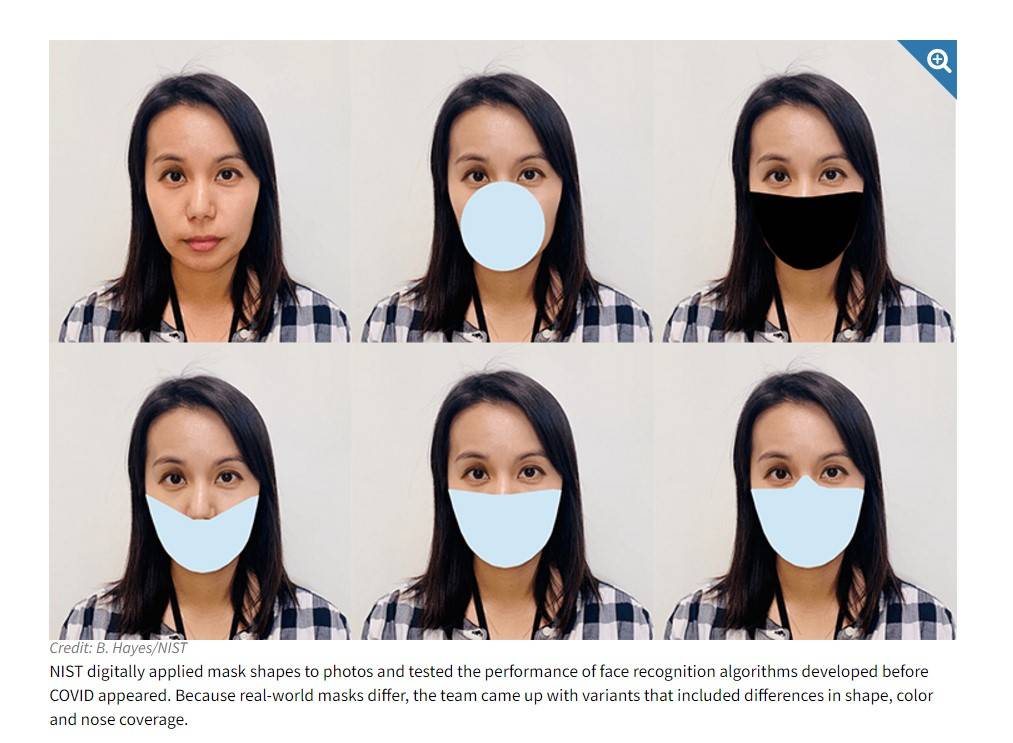 Credit: B. Hayes/NIST
NIST digitally applied mask shapes to photos and tested the performance of face recognition algorithms developed before
COVID appeared. Because real-world masks differ, the team came up with variants that included differences in shape, color
and nose coverage.